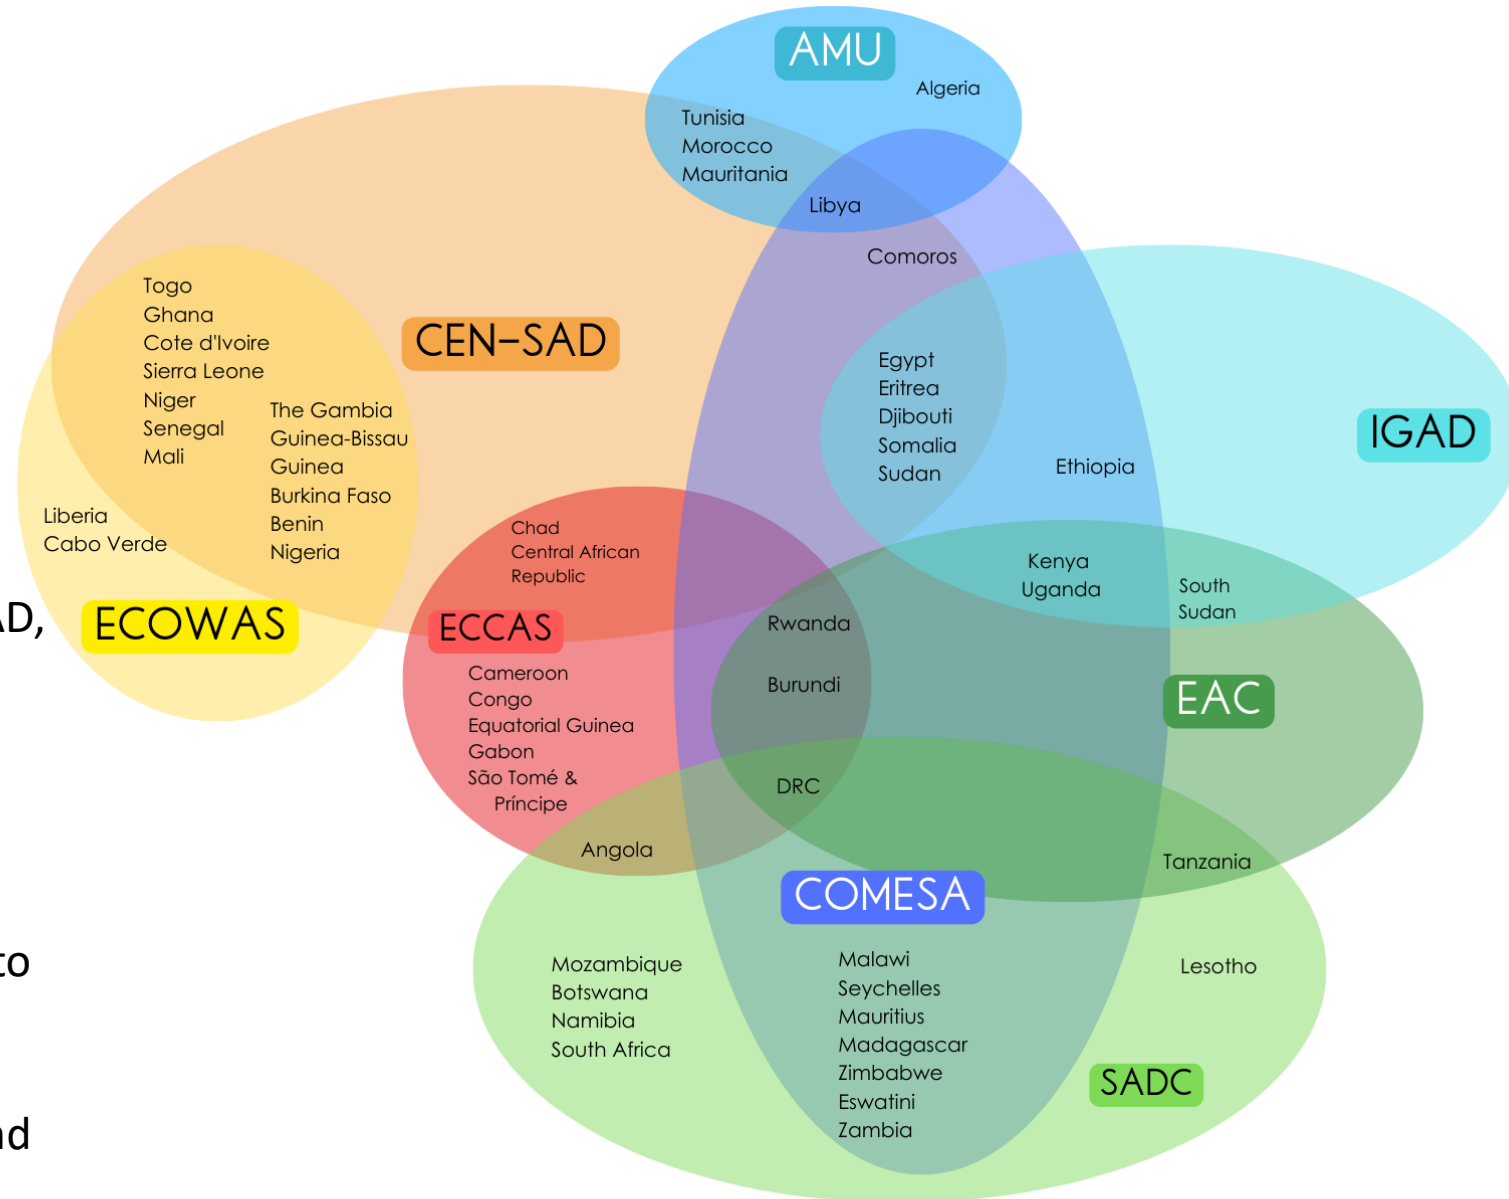 AMU
Algeria
Tunisia
Morocco
Mauritania
Libya
Comoros
Togo
Ghana
Cote d'Ivoire
Sierra Leone
Niger
Senegal
Mali
The Gambia
Guinea-Bissau
Guinea
Burkina Faso
Benin
Nigeria
Liberia
Cabo Verde
ECOWAS
CEN-SAD
Egypt
Eritrea
Djibouti
Somalia
Sudan
Ethiopia
IGAD
Kenya
Uganda
South
Sudan
Chad
Central African
Republic
ECCAS
Cameroon
Congo
Equatorial Guinea
Gabon
São Tomé &
Príncipe
Rwanda
Burundi
EAC
DRC
Angola
Tanzania
COMESA
Mozambique
Botswana
Namibia
South Africa
Malawi
Seychelles
Mauritius
Madagascar
Zimbabwe
Eswatini
Zambia
Lesotho
SADC
to